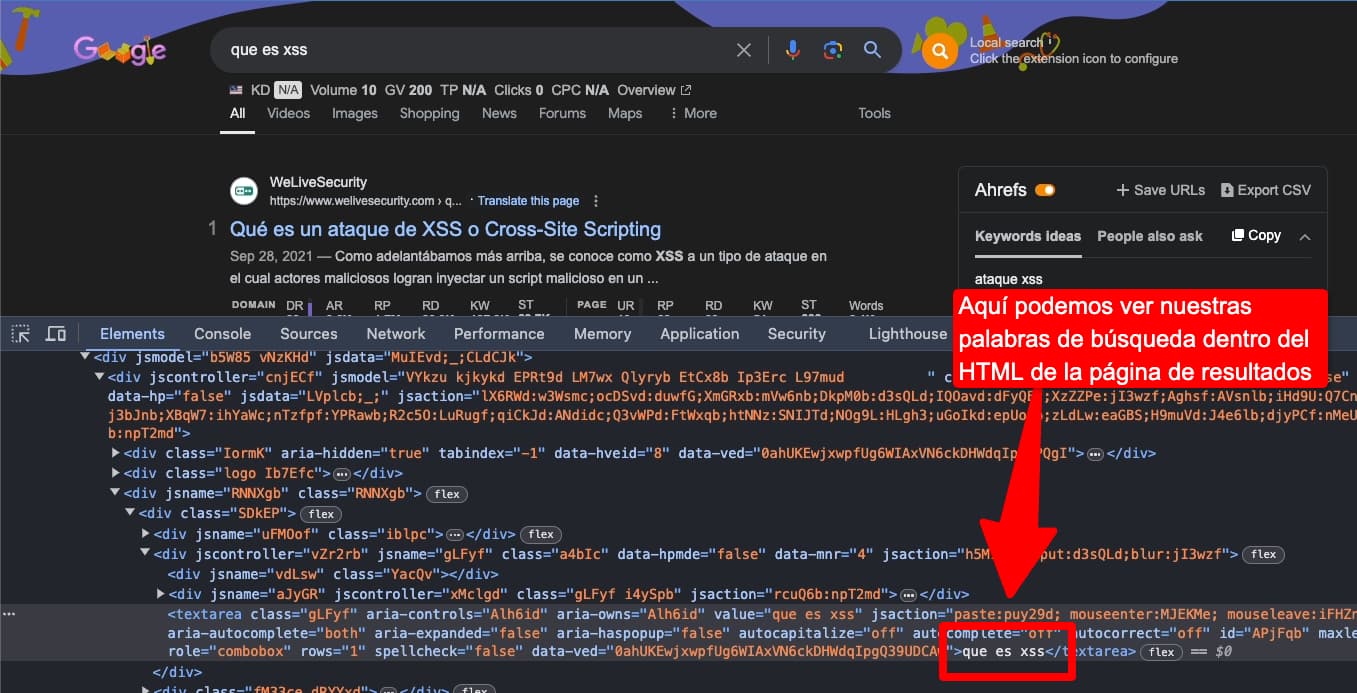 Google
que es xss
Local search
Click the extension icon to configure
KD N/A Volume 10 GV 200 TP N/A Clicks 0 CPC N/A Overview
All Videos Images Shopping News Forums Maps More Tools
WeLiveSecurity
https://www.welivesecurity.com › q... · Translate this page
1 Qué es un ataque de XSS o Cross-Site Scripting
Sep 28, 2021 — Como adelantábamos más arriba, se conoce como XSS a un tipo de ataque en
el cual actores maliciosos logran inyectar un script malicioso en un ...
DOMAIN DR AR RP RD KW ST PAGE UR RP RD KW ST Words
Ahrefs + Save URLs Export CSV
Keywords ideas People also ask Copy
ataque xss
Aquí podemos ver nuestras
palabras de búsqueda dentro del
HTML de la página de resultados
Elements Console Sources Network Performance Memory Application Security Lighthouse
<div jsmodel="b5W85 vNzKHd" jsdata="MuIEvd;_;CLdCJk">
<div jscontroller="cnjECf" jsmodel="VYkzu kjkykd EPRt9d LM7wx Qlyryb EtCx8b Ip3Erc L97mud " c
data-hp="false" jsdata="LVplcb;_;" jsaction="lX6RWd:w3Wsmc;ocDSvd:duwfG;XmGRxb:mVw6nb;DkpM0b:d3sQLd;IQOavd:dFyQE ;XzZZPe:jI3wzf;Aghsf:AVsnlb;iHd9U:Q7Cn
j3bJnb;XBqW7:ihYaWc;nTzfpf:YPRawb;R2c5O:LuRugf;qiCkJd:ANdidc;Q3vWPd:FtWxqb;htNNz:SNIJTd;NOg9L:HLgh3;uGoIkd:epUo ;zLdLw:eaGBS;H9muVd:J4e6lb;djyPCf:nMeU
b:npT2md">
<div class="IormK" aria-hidden="true" tabindex="-1" data-hveid="8" data-ved="0ahUKEwjxwpfUg6WIAxVN6ckDHWdqIp PQgI">…</div>
<div class="logo Ib7Efc">…</div>
<div jsname="RNNXgb" class="RNNXgb"> flex
<div class="SDkEP"> flex
<div jsname="uFMOof" class="iblpc">…</div> flex
<div jscontroller="vZr2rb" jsname="gLFyf" class="a4bIc" data-hpmde="false" data-mnr="4" jsaction="h5M put:d3sQLd;blur:jI3wzf"> flex
<div jsname="vdLsw" class="YacQv"></div>
<div jsname="aJyGR" jscontroller="xMclgd" class="gLFyf i4ySpb" jsaction="rcuQ6b:npT2md">…</div>
<textarea class="gLFyf" aria-controls="Alh6id" aria-owns="Alh6id" value="que es xss" jsaction="paste:puy29d; mouseenter:MJEKMe; mouseleave:iFHZn
aria-autocomplete="both" aria-expanded="false" aria-haspopup="false" autocapitalize="off" autocomplete="off" autocorrect="off" id="APjFqb" maxle
role="combobox" rows="1" spellcheck="false" data-ved="0ahUKEwjxwpfUg6WIAxVN6ckDHWdqIpgQ39UDCA ">que es xss</textarea> flex == $0
</div>
<div class="fM33ce dRYYxd">…</div> flex